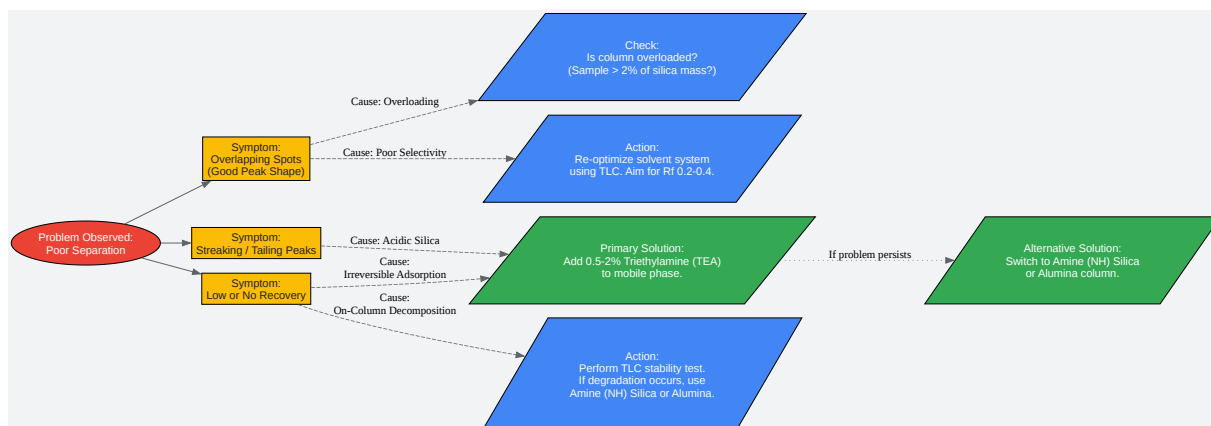 Problem Observed:
Poor Separation
Symptom:
Overlapping Spots
(Good Peak Shape)
Symptom:
Streaking / Tailing Peaks
Symptom:
Low or No Recovery
Cause: Overloading
Cause: Poor Selectivity
Cause: Acidic Silica
Cause:
Irreversible Adsorption
Cause:
On-Column Decomposition
Check:
Is column overloaded?
(Sample > 2% of silica mass?)
Action:
Re-optimize solvent system
using TLC. Aim for Rf 0.2-0.4.
Primary Solution:
Add 0.5-2% Triethylamine (TEA)
to mobile phase.
Action:
Perform TLC stability test.
If degradation occurs, use
Amine (NH) Silica or Alumina.
If problem persists
Alternative Solution:
Switch to Amine (NH) Silica
or Alumina column.